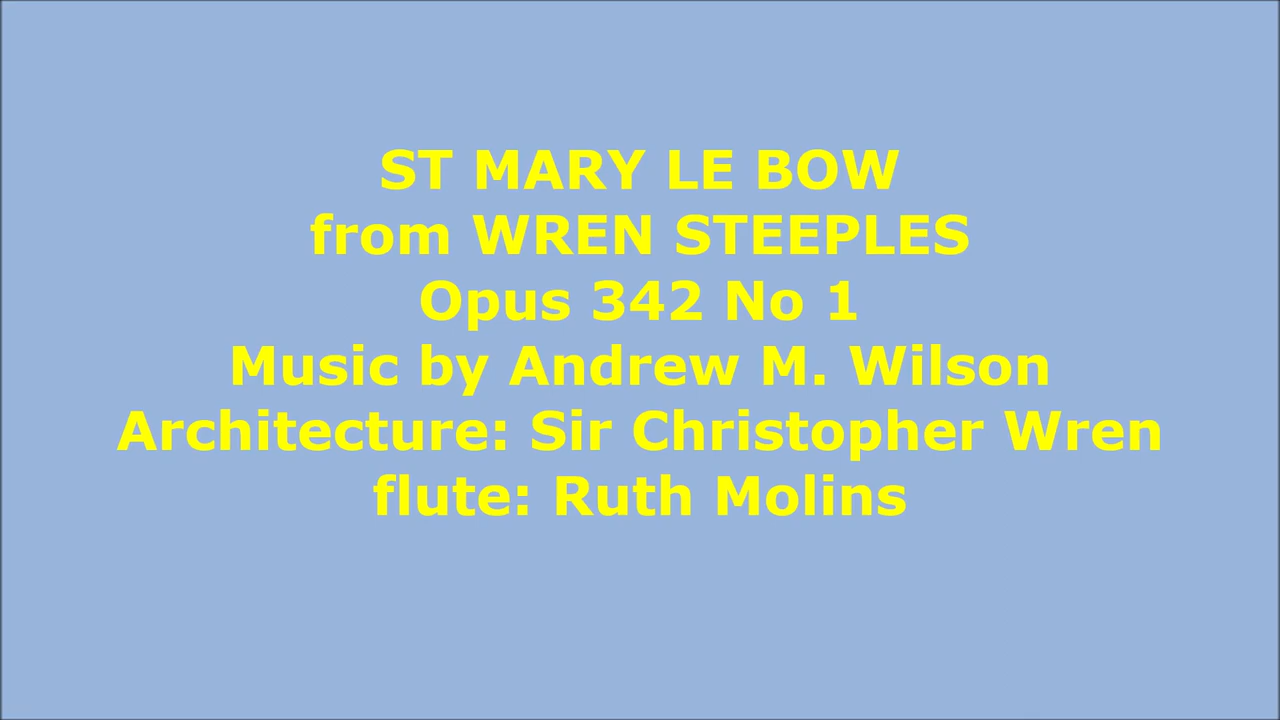 ST MARY LE BOW
from WREN STEEPLES
Opus 342 No 1
Music by Andrew M. Wilson
Architecture: Sir Christopher Wren
flute: Ruth Molins